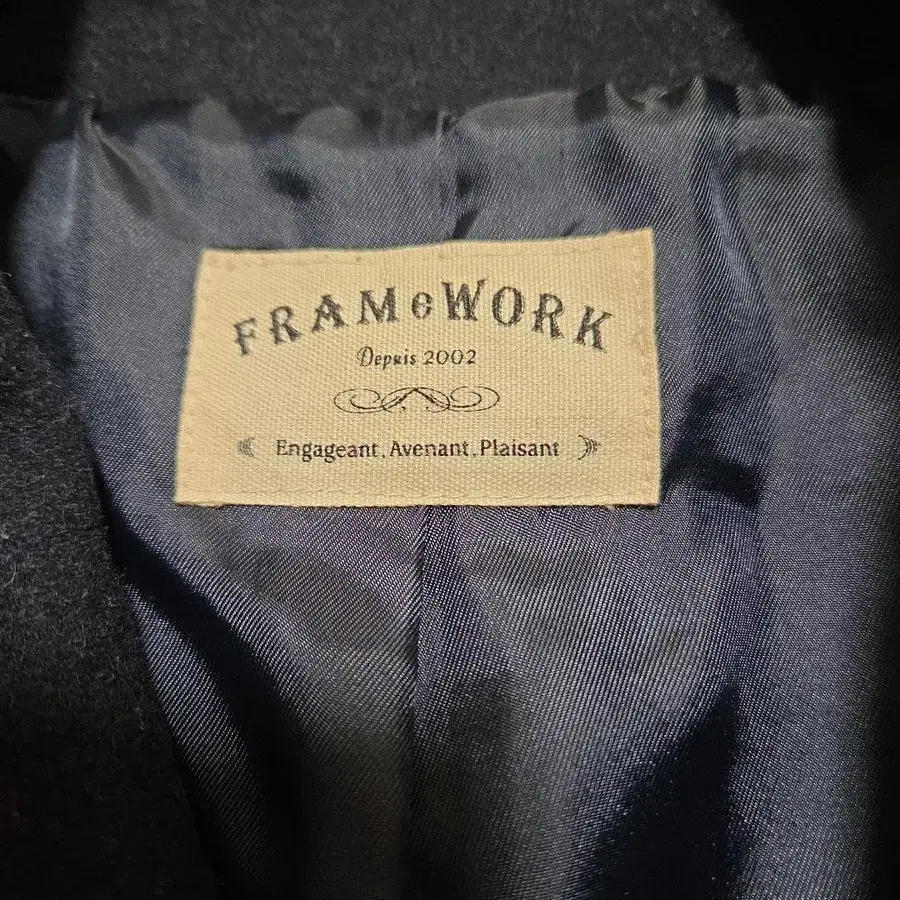 FRAMeWORK
Depuis 2002
Engageant, Avenant, Plaisant